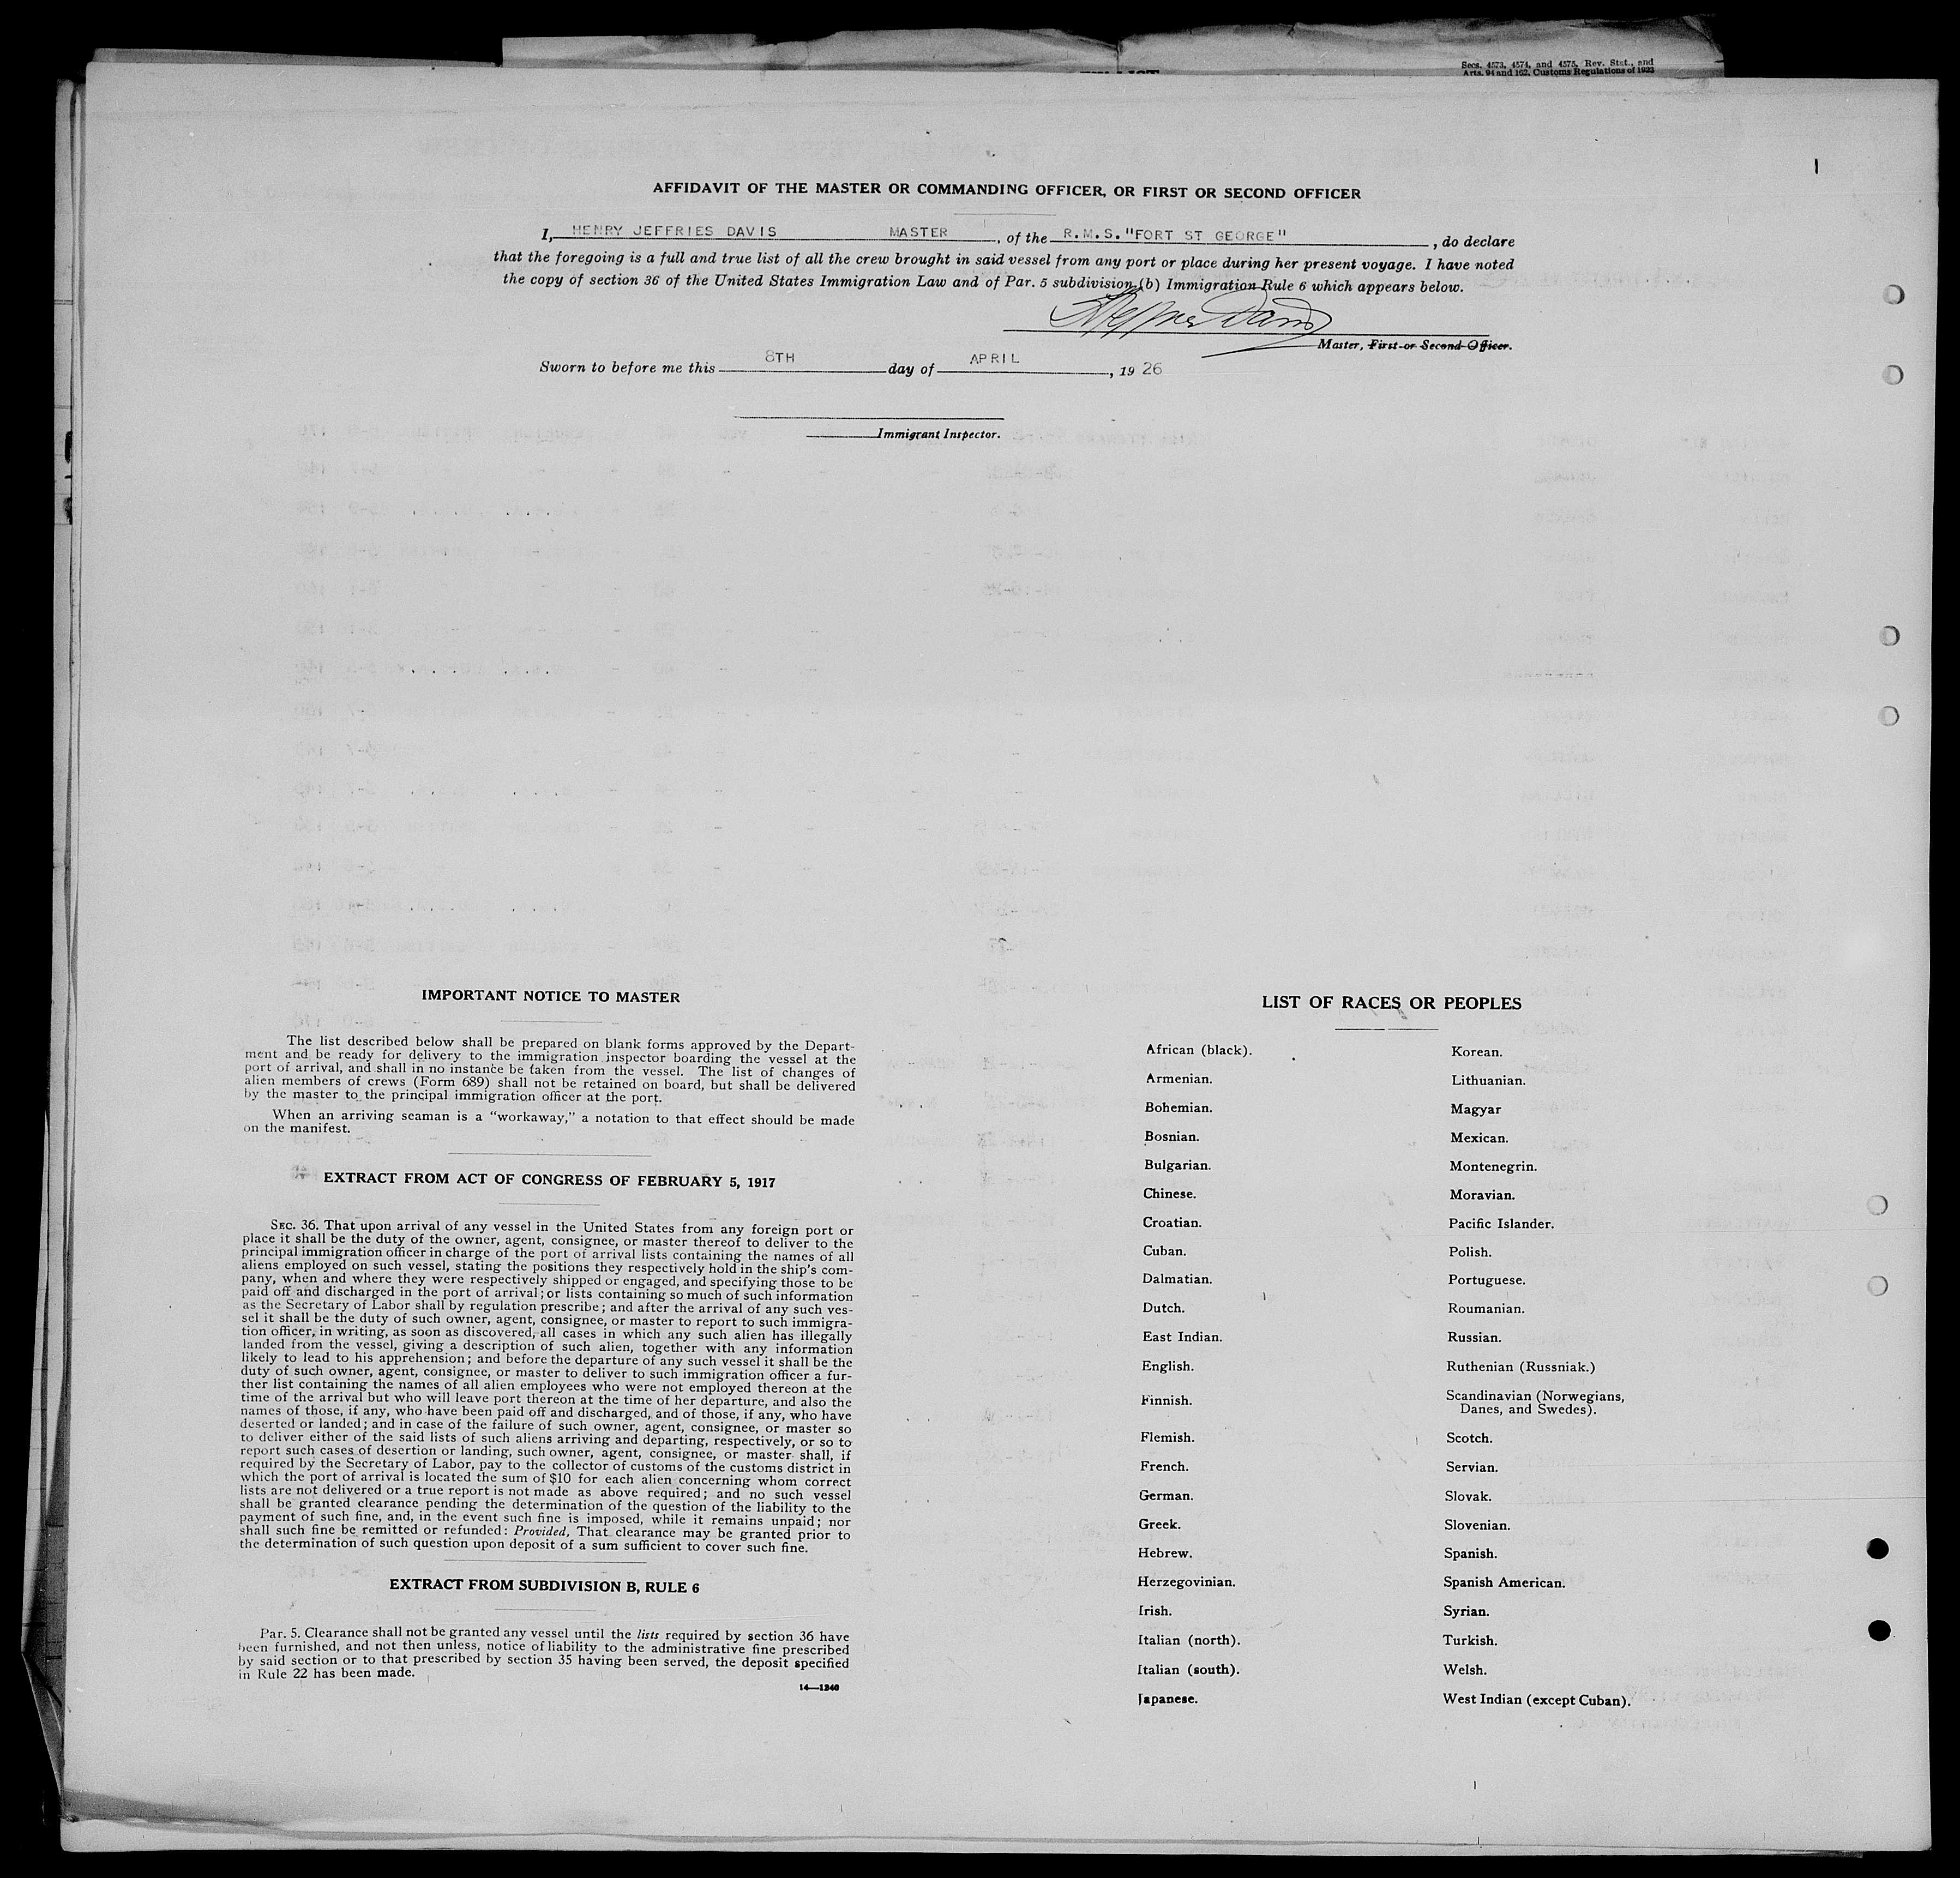 Secs. 4573, 4574, and 4575, Rev. Stat., and
Arts. 94 and 162, Customs Regulations of 1923
AFFIDAVIT OF THE MASTER OR COMMANDING OFFICER, OR FIRST OR SECOND OFFICER
I, HENRY JEFFRIES DAVIS MASTER, of the R.M.S. "FORT ST GEORGE", do declare
that the foregoing is a full and true list of all the crew brought in said vessel from any port or place during her present voyage. I have noted
the copy of section 36 of the United States Immigration Law and of Par. 5 subdivision (b) Immigration Rule 6 which appears below.
Master, First or Second Officer.
Sworn to before me this 8TH day of APRIL, 19 26
Immigrant Inspector.
IMPORTANT NOTICE TO MASTER
The list described below shall be prepared on blank forms approved by the Depart-
ment and be ready for delivery to the immigration inspector boarding the vessel at the
port of arrival, and shall in no instance be taken from the vessel. The list of changes of
alien members of crews (Form 689) shall not be retained on board, but shall be delivered
by the master to the principal immigration officer at the port.
When an arriving seaman is a "workaway," a notation to that effect should be made
on the manifest.
EXTRACT FROM ACT OF CONGRESS OF FEBRUARY 5, 1917
SEC. 36. That upon arrival of any vessel in the United States from any foreign port or
place it shall be the duty of the owner, agent, consignee, or master thereof to deliver to the
principal immigration officer in charge of the port of arrival lists containing the names of all
aliens employed on such vessel, stating the positions they respectively hold in the ship's com-
pany, when and where they were respectively shipped or engaged, and specifying those to be
paid off and discharged in the port of arrival; or lists containing so much of such information
as the Secretary of Labor shall by regulation prescribe; and after the arrival of any such ves-
sel it shall be the duty of such owner, agent, consignee, or master to report to such immigra-
tion officer, in writing, as soon as discovered, all cases in which any such alien has illegally
landed from the vessel, giving a description of such alien, together with any information
likely to lead to his apprehension; and before the departure of any such vessel it shall be the
duty of such owner, agent, consignee, or master to deliver to such immigration officer a fur-
ther list containing the names of all alien employees who were not employed thereon at the
time of the arrival but who will leave port thereon at the time of her departure, and also the
names of those, if any, who have been paid off and discharged, and of those, if any, who have
deserted or landed; and in case of the failure of such owner, agent, consignee, or master so
to deliver either of the said lists of such aliens arriving and departing, respectively, or so to
report such cases of desertion or landing, such owner, agent, consignee, or master shall, if
required by the Secretary of Labor, pay to the collector of customs of the customs district in
which the port of arrival is located the sum of $10 for each alien concerning whom correct
lists are not delivered or a true report is not made as above required; and no such vessel
shall be granted clearance pending the determination of the question of the liability to the
payment of such fine, and, in the event such fine is imposed, while it remains unpaid; nor
shall such fine be remitted or refunded: Provided, That clearance may be granted prior to
the determination of such question upon deposit of a sum sufficient to cover such fine.
EXTRACT FROM SUBDIVISION B, RULE 6
Par. 5. Clearance shall not be granted any vessel until the lists required by section 36 have
been furnished, and not then unless, notice of liability to the administrative fine prescribed
by said section or to that prescribed by section 35 having been served, the deposit specified
in Rule 22 has been made.
14—1240
LIST OF RACES OR PEOPLES
African (black).
Armenian.
Bohemian.
Bosnian.
Bulgarian.
Chinese.
Croatian.
Cuban.
Dalmatian.
Dutch.
East Indian.
English.
Finnish.
Flemish.
French.
German.
Greek.
Hebrew.
Herzegovinian.
Irish.
Italian (north).
Italian (south).
Japanese.
Korean.
Lithuanian.
Magyar
Mexican.
Montenegrin.
Moravian.
Pacific Islander.
Polish.
Portuguese.
Roumanian.
Russian.
Ruthenian (Russniak.)
Scandinavian (Norwegians,
Danes, and Swedes).
Scotch.
Servian.
Slovak.
Slovenian.
Spanish.
Spanish American.
Syrian.
Turkish.
Welsh.
West Indian (except Cuban).